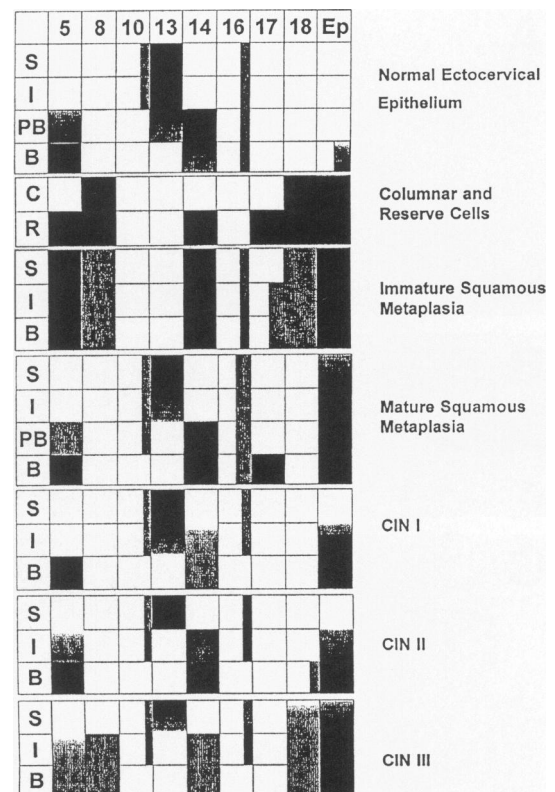 5 8 10 13 14 16 17 18 Ep
S
I
PB
B
Normal Ectocervical
Epithelium
C
R
Columnar and
Reserve Cells
S
I
B
Immature Squamous
Metaplasia
S
I
PB
B
Mature Squamous
Metaplasia
S
I
B
CIN I
S
I
B
CIN II
S
I
B
CIN III